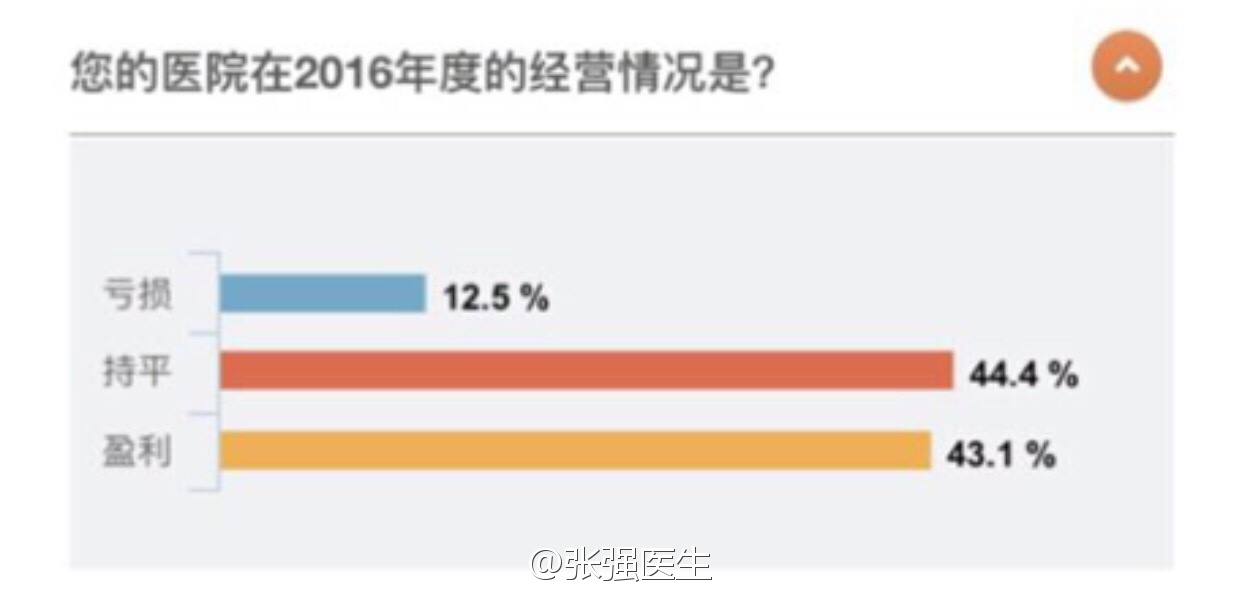 您的医院在2016年度的经营情况是?
亏损 12.5 %
持平 44.4 %
盈利 43.1 %
@张强医生